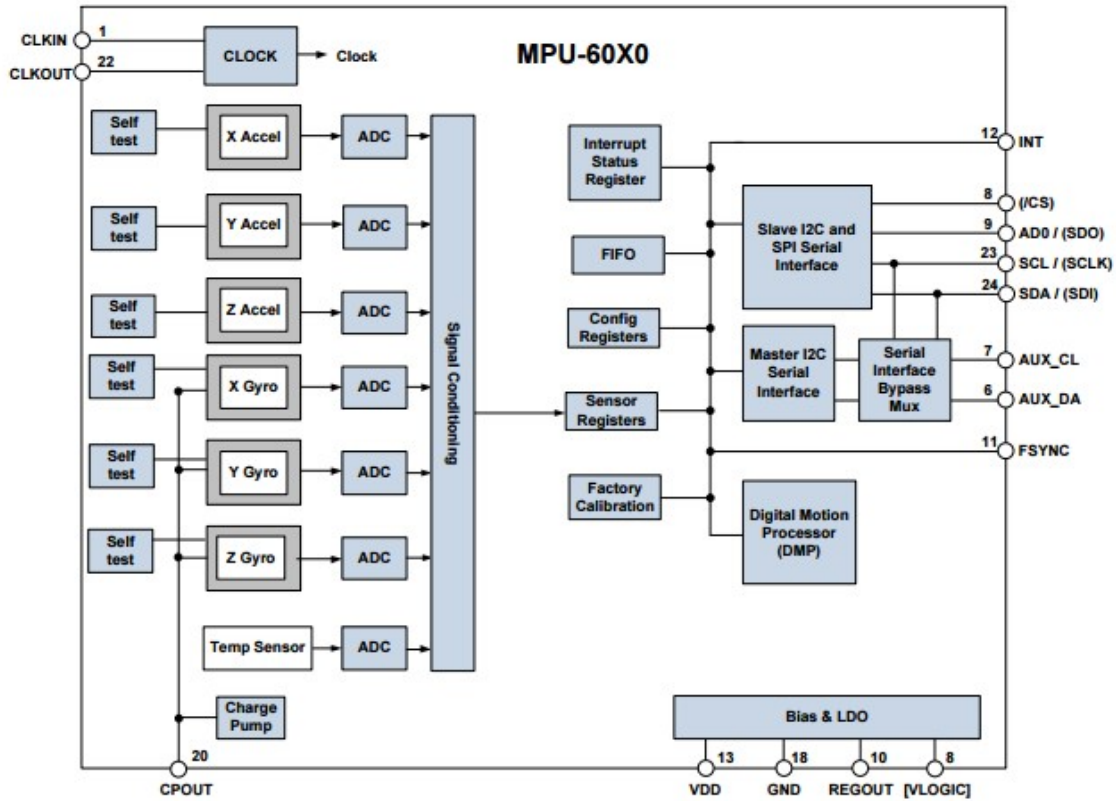 MPU-60X0
1
CLKIN
22
CLKOUT
CLOCK
Clock
Self
test
X Accel
ADC
Self
test
Y Accel
ADC
Self
test
Z Accel
ADC
Self
test
X Gyro
ADC
Self
test
Y Gyro
ADC
Self
test
Z Gyro
ADC
Temp Sensor
ADC
Charge
Pump
20
CPOUT
Signal Conditioning
Interrupt
Status
Register
FIFO
Config
Registers
Sensor
Registers
Factory
Calibration
Slave I2C and
SPI Serial
Interface
Master I2C
Serial
Interface
Serial
Interface
Bypass
Mux
Digital Motion
Processor
(DMP)
12
INT
8
(/CS)
9
AD0 / (SDO)
23
SCL / (SCLK)
24
SDA / (SDI)
7
AUX_CL
6
AUX_DA
11
FSYNC
Bias & LDO
13
VDD
18
GND
10
REGOUT
8
[VLOGIC]